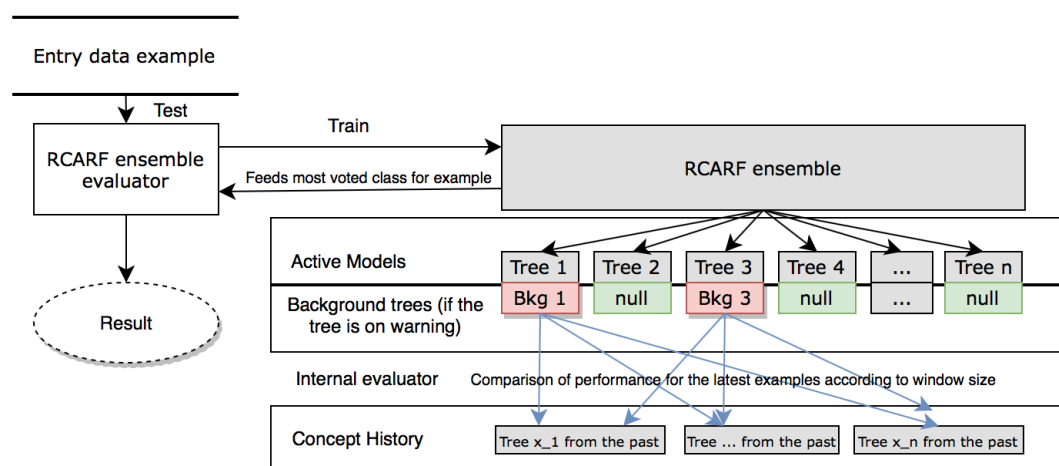 Entry data example
Test
Train
RCARF ensemble
evaluator
RCARF ensemble
Feeds most voted class for example
Active Models
Tree 1
Tree 2
Tree 3
Tree 4
...
Tree n
Background trees (if the
tree is on warning)
Bkg 1
null
Bkg 3
null
...
null
Result
Internal evaluator
Comparison of performance for the latest examples according to window size
Concept History
Tree x_1 from the past
Tree ... from the past
Tree x_n from the past